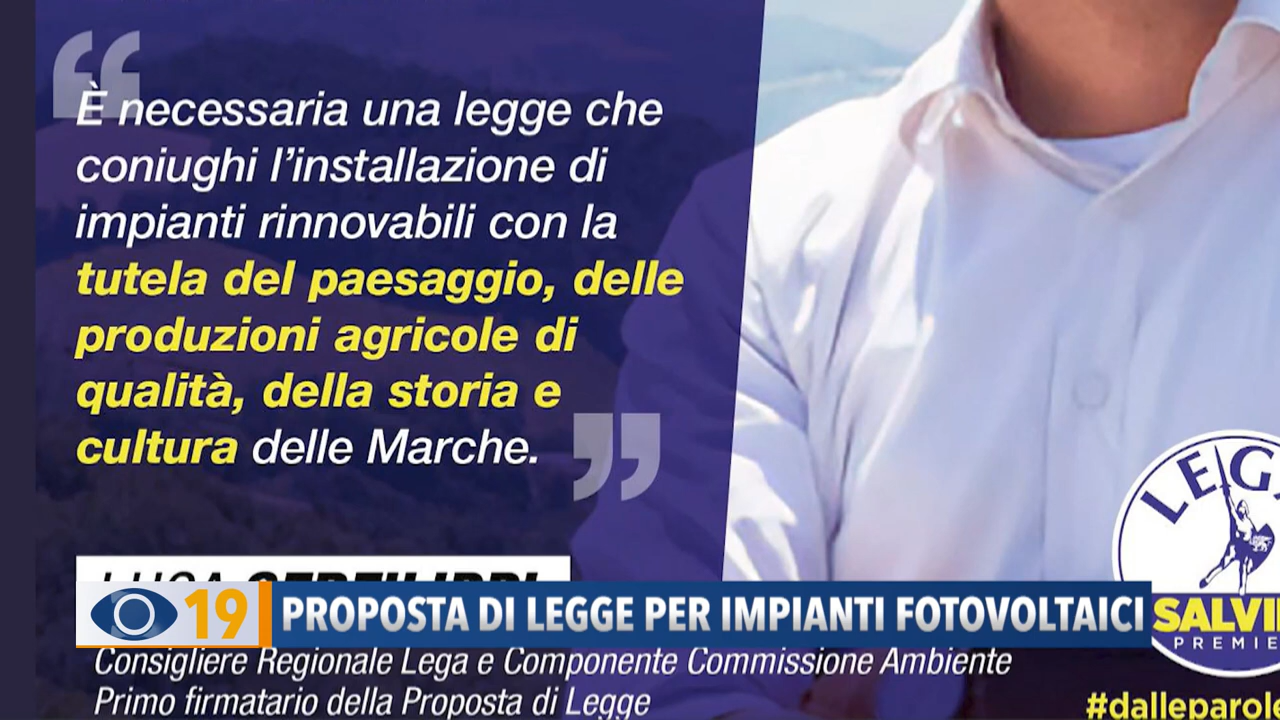 È necessaria una legge che
coniughi l’installazione di
impianti rinnovabili con la
tutela del paesaggio, delle
produzioni agricole di
qualità, della storia e
cultura delle Marche.
LEGA
19 PROPOSTA DI LEGGE PER IMPIANTI FOTOVOLTAICI
PREMIE
Consigliere Regionale Lega e Componente Commissione Ambiente
Primo firmatario della Proposta di Legge
#dalleparole